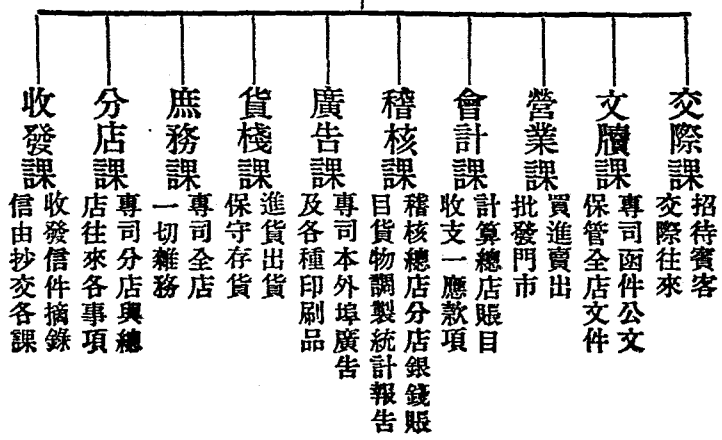 交際課
招待賓客
交際往來
文牘課
專司函件公文
保管全店文件
營業課
買進賣出
批發門市
會計課
計算總店賬目
收支一應款項
稽核課
稽核總店分店銀錢賬
目貨物調製統計報告
廣告課
專司本外埠廣告
及各種印刷品
貨棧課
進貨出貨
保守存貨
庶務課
專司全店
一切雜務
分店課
專司分店與總
店往來各事項
收發課
收發信件摘錄
信由抄交各課